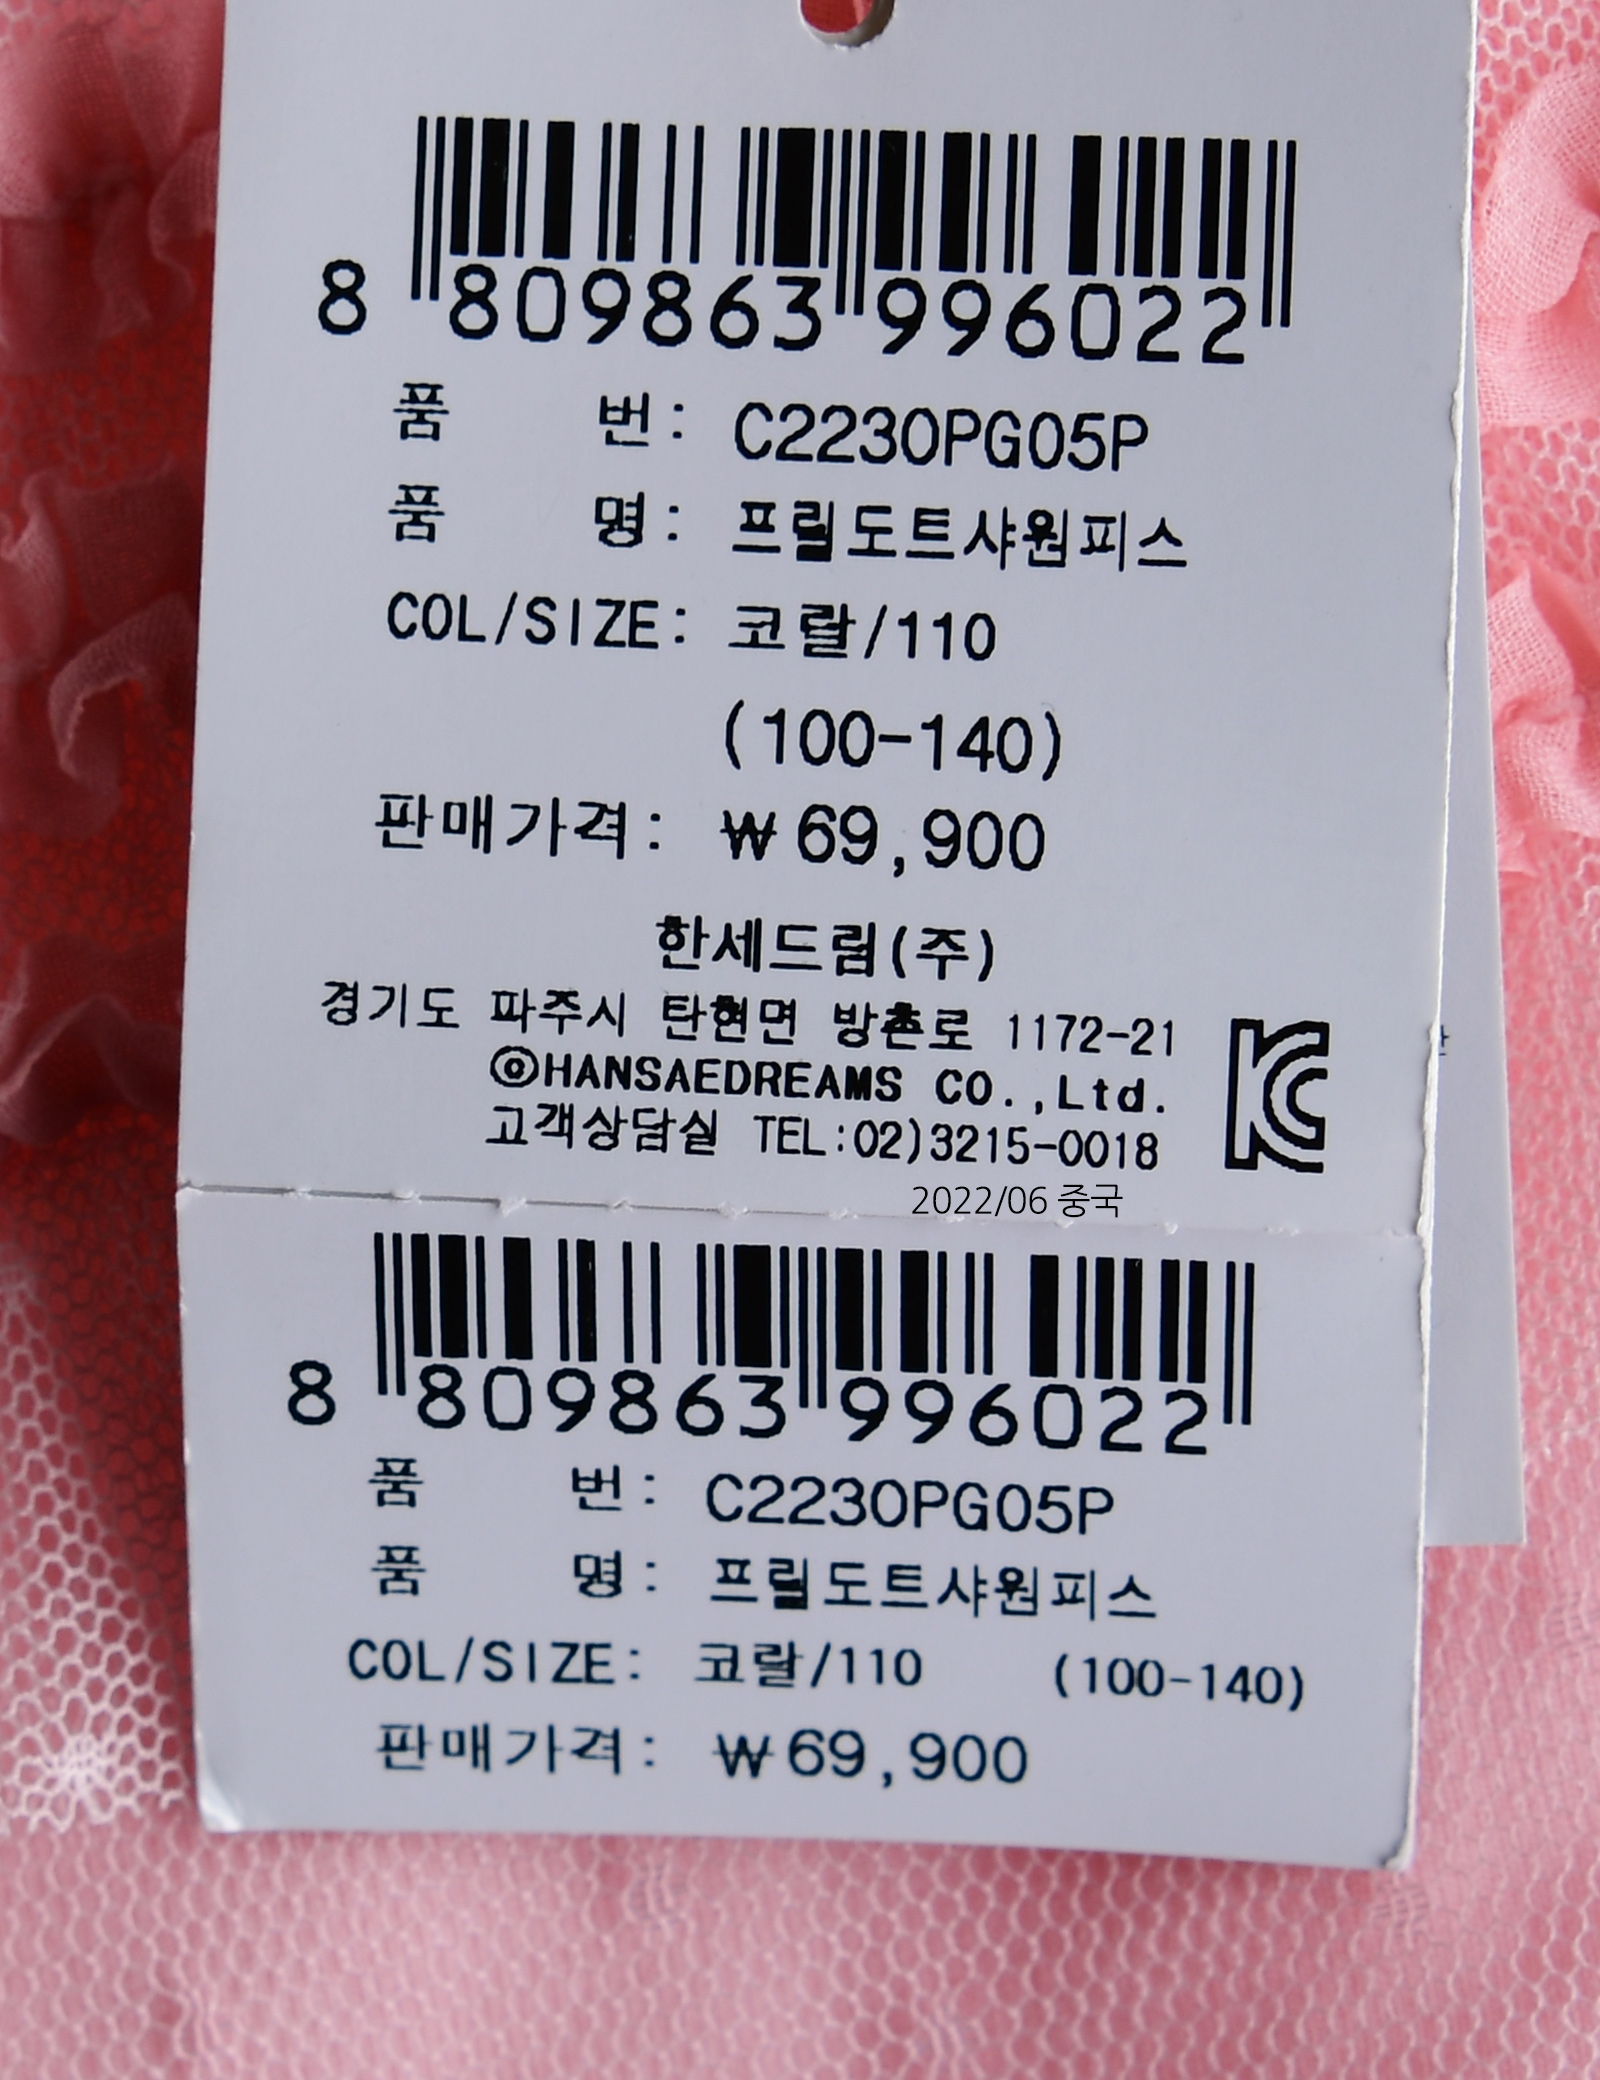 8 809863 996022
품 번: C2230PG05P
품 명: 프릴도트샤원피스
COL/SIZE: 코랄/110
(100-140)
판매가격: ₩69,900
한세드림(주)
경기도 파주시 탄현면 방촌로 1172-21
ⓒHANSAEDREAMS CO.,Ltd.
고객상담실 TEL:02)3215-0018
KC
2022/06 중국
8 809863 996022
품 번: C2230PG05P
품 명: 프릴도트샤원피스
COL/SIZE: 코랄/110 (100-140)
판매가격: ₩69,900